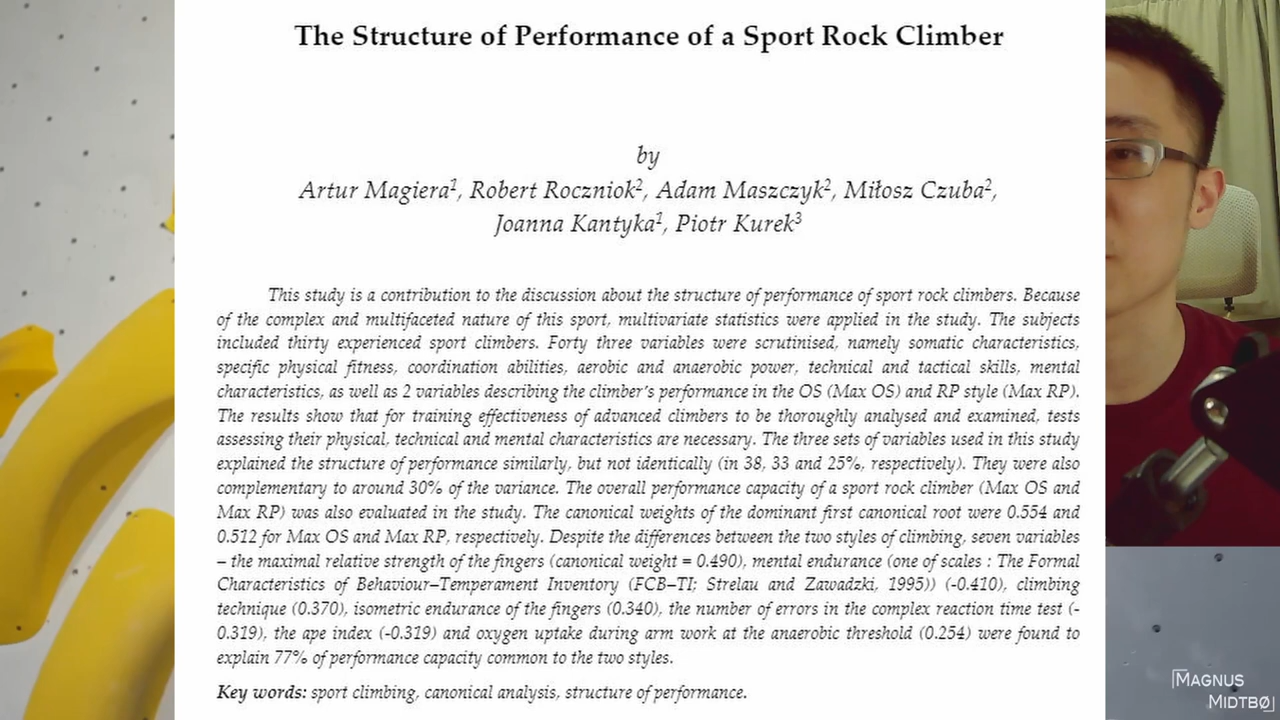 The Structure of Performance of a Sport Rock Climber
by
Artur Magiera1, Robert Roczniok2, Adam Maszczyk2, Miłosz Czuba2,
Joanna Kantyka1, Piotr Kurek3
This study is a contribution to the discussion about the structure of performance of sport rock climbers. Because
of the complex and multifaceted nature of this sport, multivariate statistics were applied in the study. The subjects
included thirty experienced sport climbers. Forty three variables were scrutinised, namely somatic characteristics,
specific physical fitness, coordination abilities, aerobic and anaerobic power, technical and tactical skills, mental
characteristics, as well as 2 variables describing the climber's performance in the OS (Max OS) and RP style (Max RP).
The results show that for training effectiveness of advanced climbers to be thoroughly analysed and examined, tests
assessing their physical, technical and mental characteristics are necessary. The three sets of variables used in this study
explained the structure of performance similarly, but not identically (in 38, 33 and 25%, respectively). They were also
complementary to around 30% of the variance. The overall performance capacity of a sport rock climber (Max OS and
Max RP) was also evaluated in the study. The canonical weights of the dominant first canonical root were 0.554 and
0.512 for Max OS and Max RP, respectively. Despite the differences between the two styles of climbing, seven variables
– the maximal relative strength of the fingers (canonical weight = 0.490), mental endurance (one of scales : The Formal
Characteristics of Behaviour–Temperament Inventory (FCB–TI; Strelau and Zawadzki, 1995)) (-0.410), climbing
technique (0.370), isometric endurance of the fingers (0.340), the number of errors in the complex reaction time test (-
0.319), the ape index (-0.319) and oxygen uptake during arm work at the anaerobic threshold (0.254) were found to
explain 77% of performance capacity common to the two styles.
Key words: sport climbing, canonical analysis, structure of performance.
MAGNUS
MIDTBØ